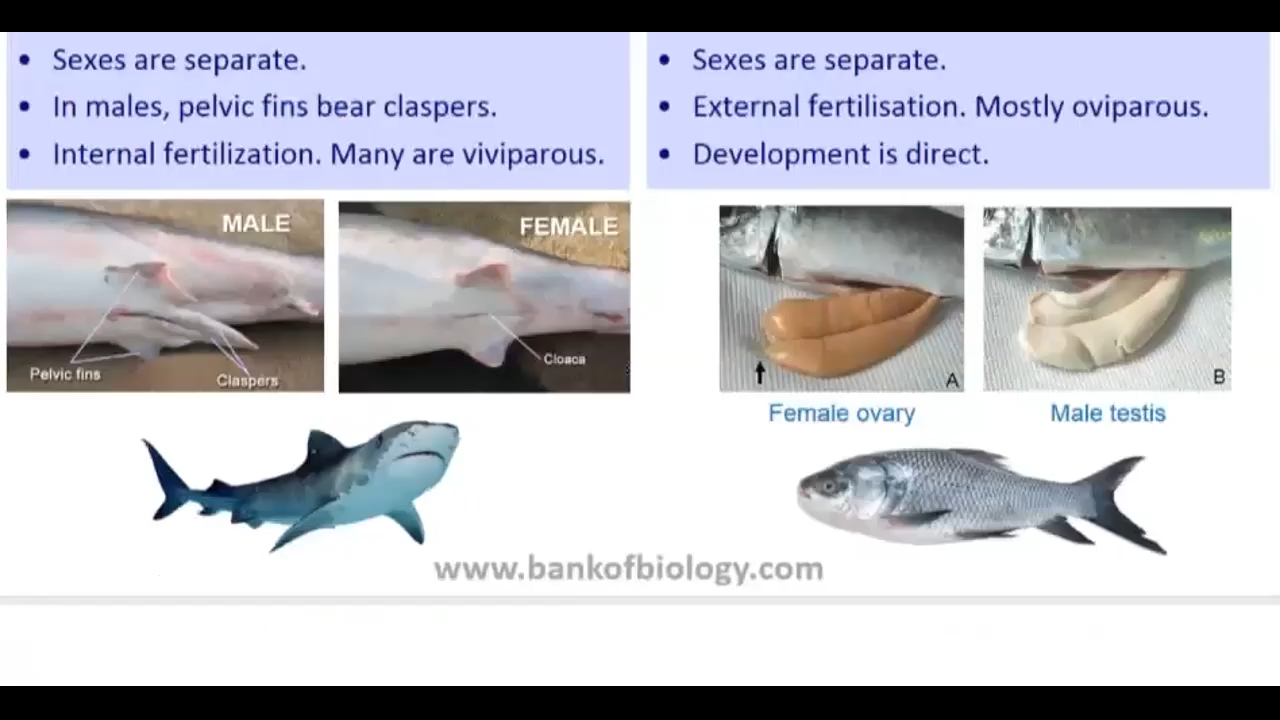 • Sexes are separate.
• In males, pelvic fins bear claspers.
• Internal fertilization. Many are viviparous.
• Sexes are separate.
• External fertilisation. Mostly oviparous.
• Development is direct.
MALE
Pelvic fins
Claspers
FEMALE
Cloaca
A
B
Female ovary
Male testis
www.bankofbiology.com